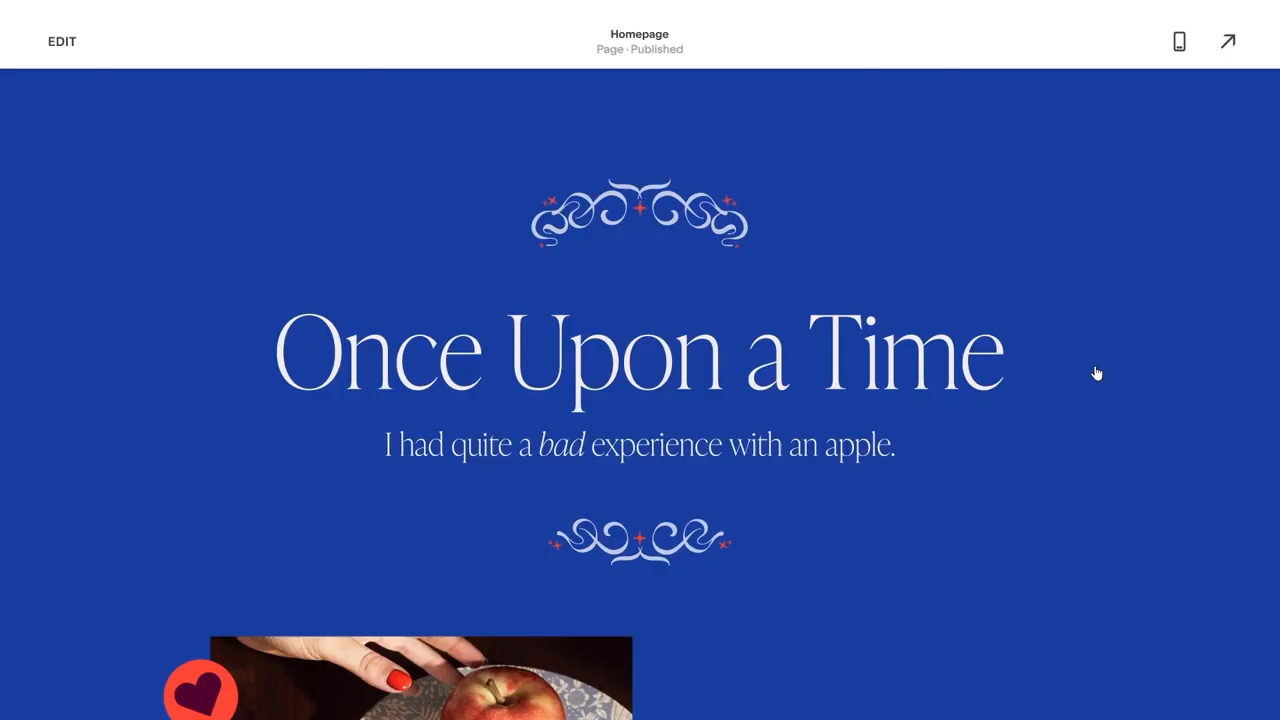 EDIT
Homepage
Page · Published
Once Upon a Time
I had quite a bad experience with an apple.